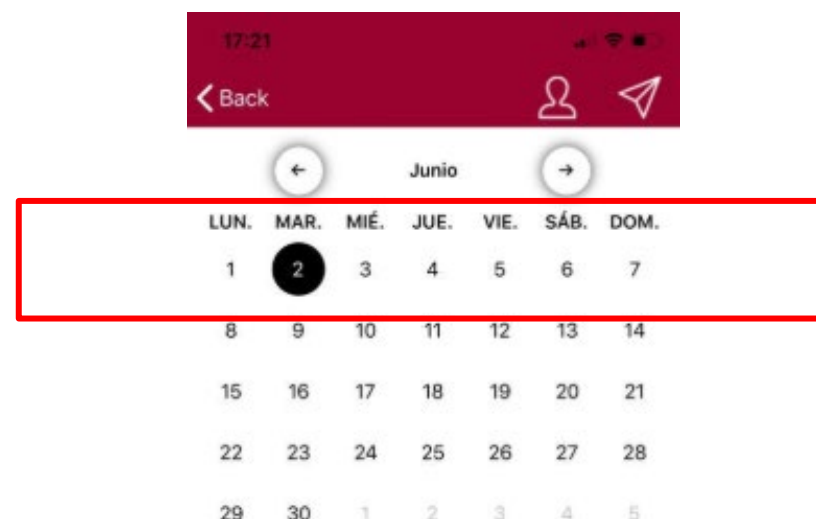 17:21
Back
Junio
LUN. MAR. MIÉ. JUE. VIE. SÁB. DOM.
1 2 3 4 5 6 7
8 9 10 11 12 13 14
15 16 17 18 19 20 21
22 23 24 25 26 27 28
29 30 1 2 3 4 5